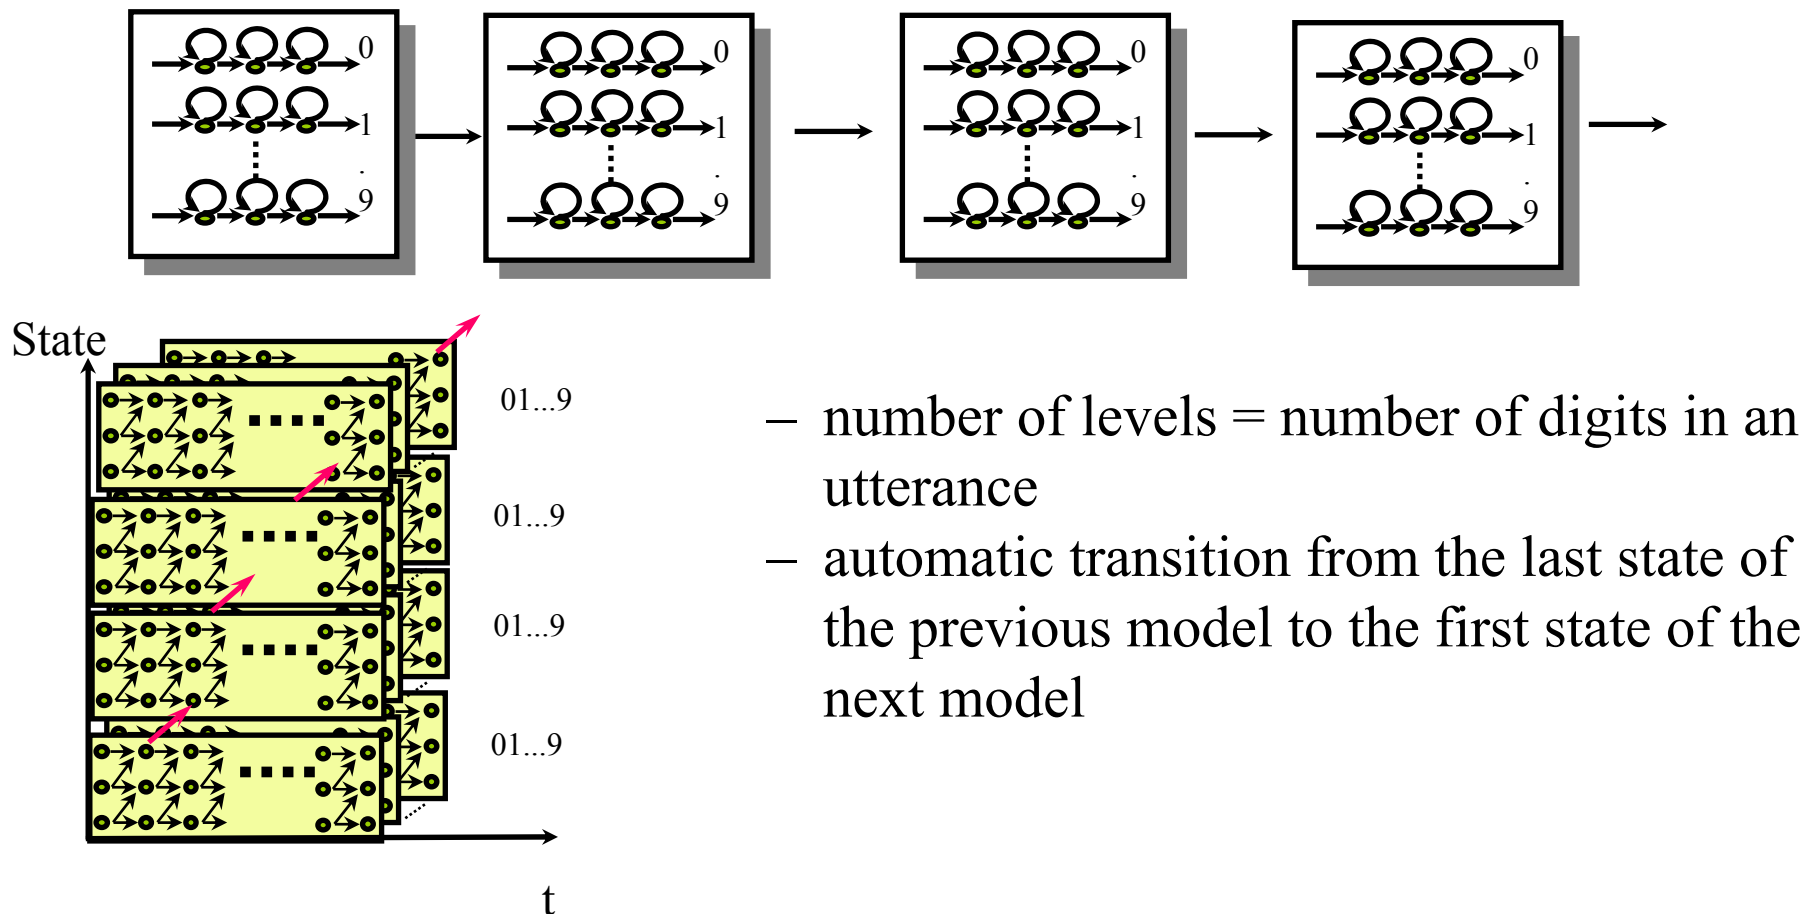 0
1
.
9
0
1
.
9
0
1
.
9
0
1
.
9
State
01...9
01...9
01...9
01...9
t
– number of levels = number of digits in an
utterance
– automatic transition from the last state of
the previous model to the first state of the
next model